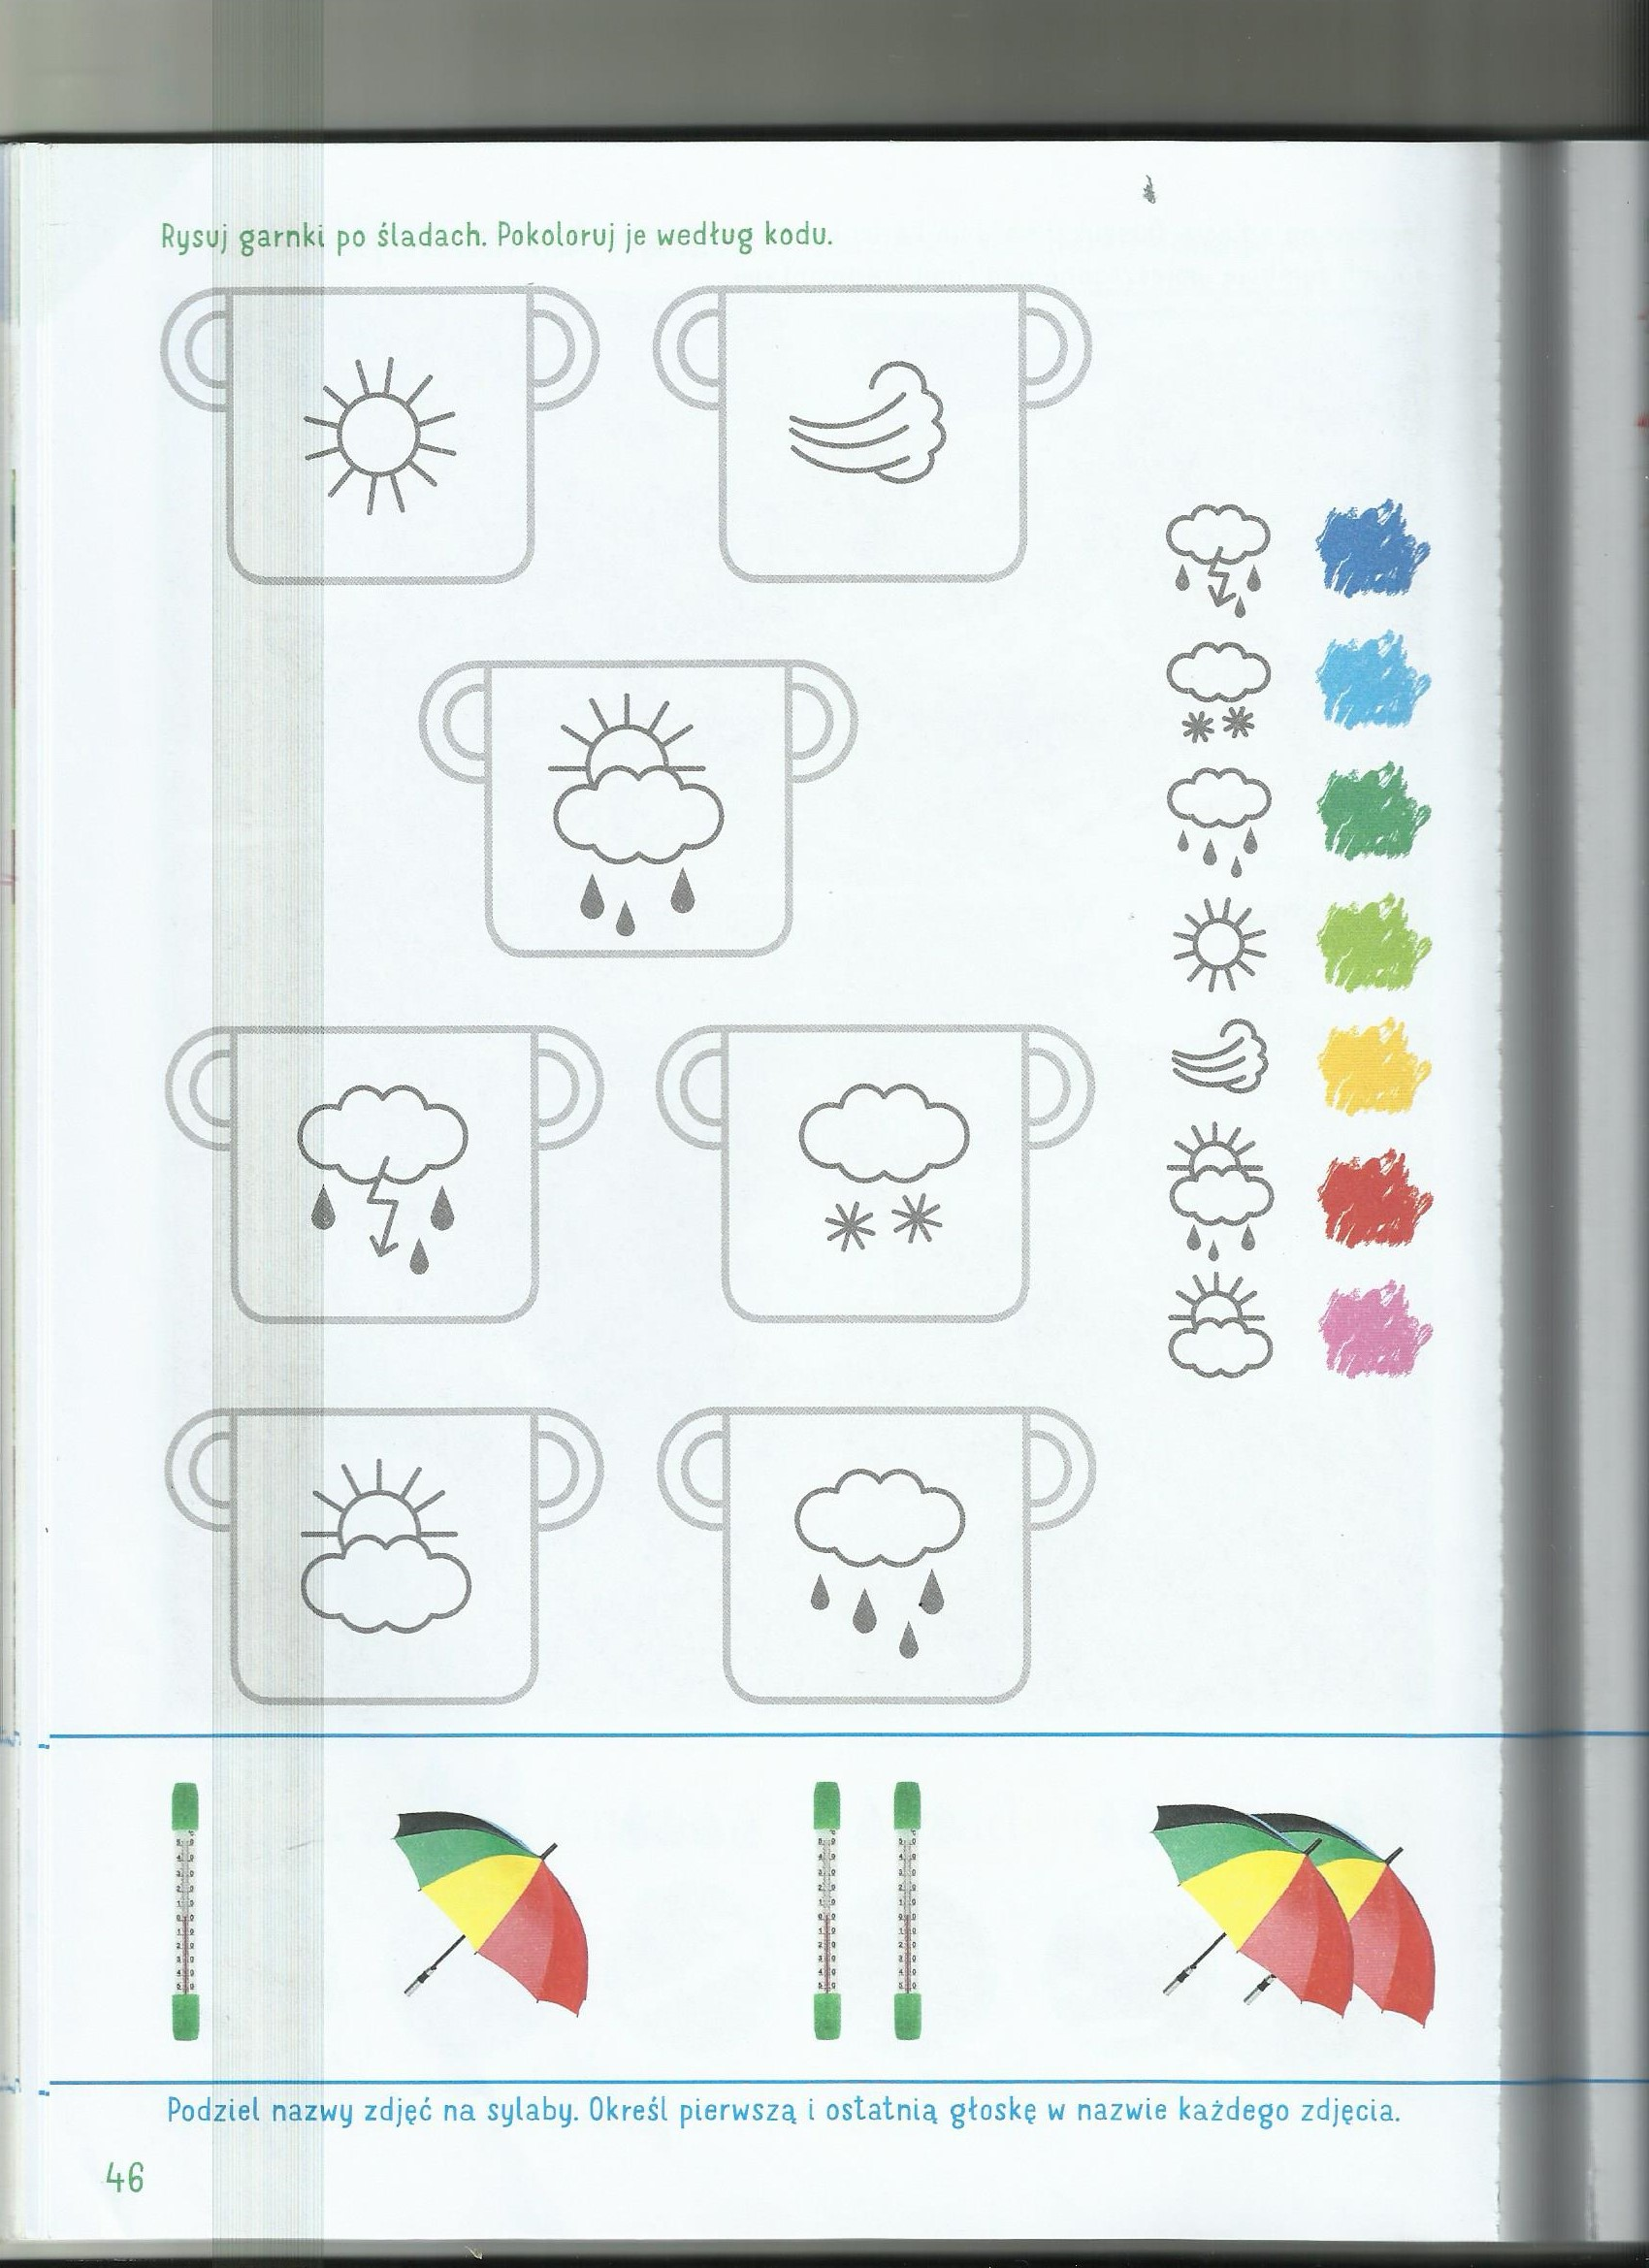 Rysuj garnki po śladach. Pokoloruj je według kodu.
Podziel nazwy zdjęć na sylaby. Określ pierwszą i ostatnią głoskę w nazwie każdego zdjęcia.
46